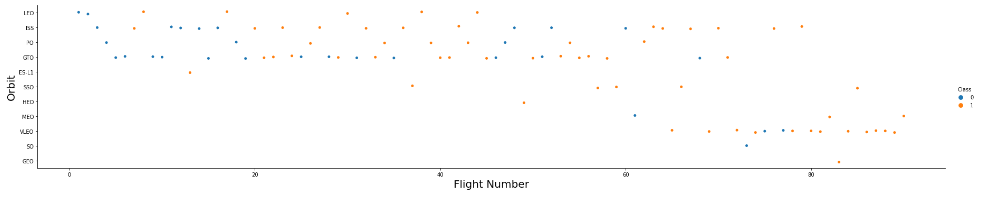 LEO
ISS
PO
GTO
ES-L1
SSO
HEO
MEO
VLEO
SO
GEO
Orbit
0 20 40 60 80
Flight Number
Class
0
1